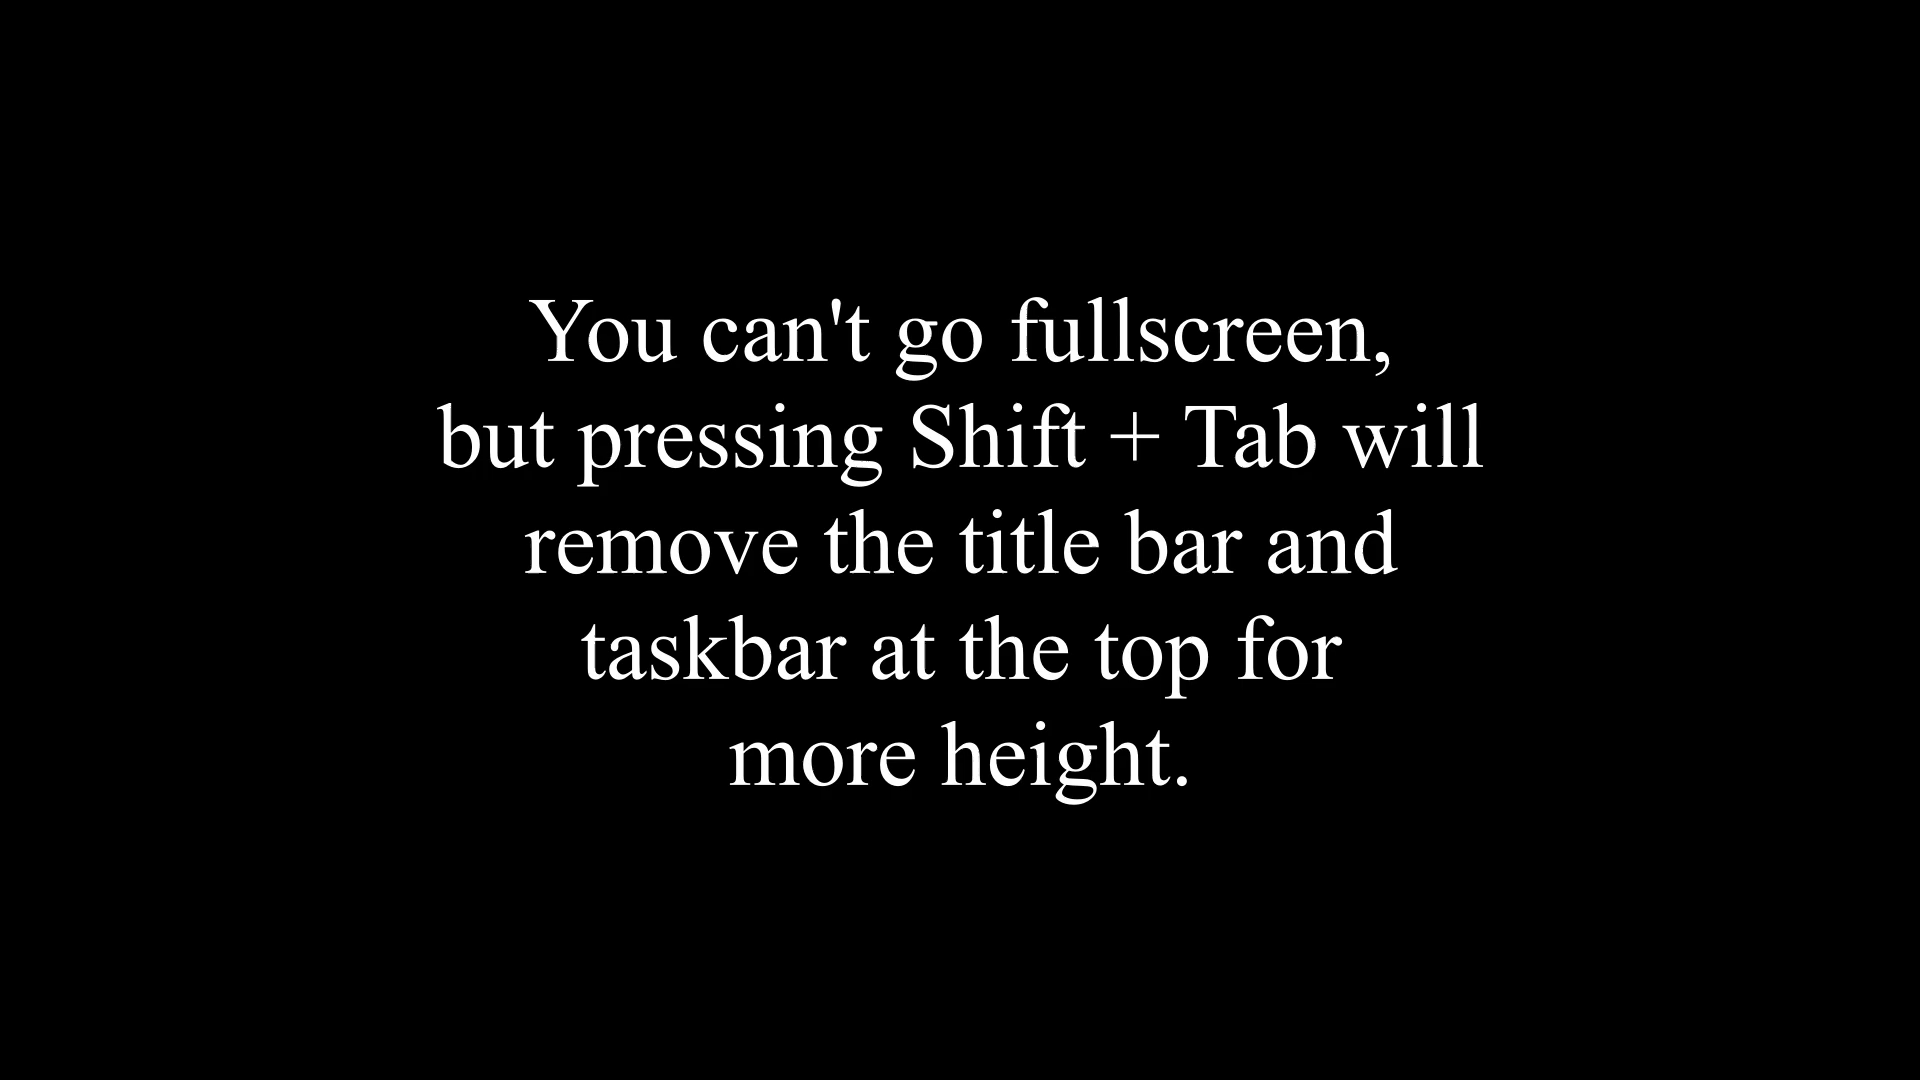 You can't go fullscreen,
but pressing Shift + Tab will
remove the title bar and
taskbar at the top for
more height.